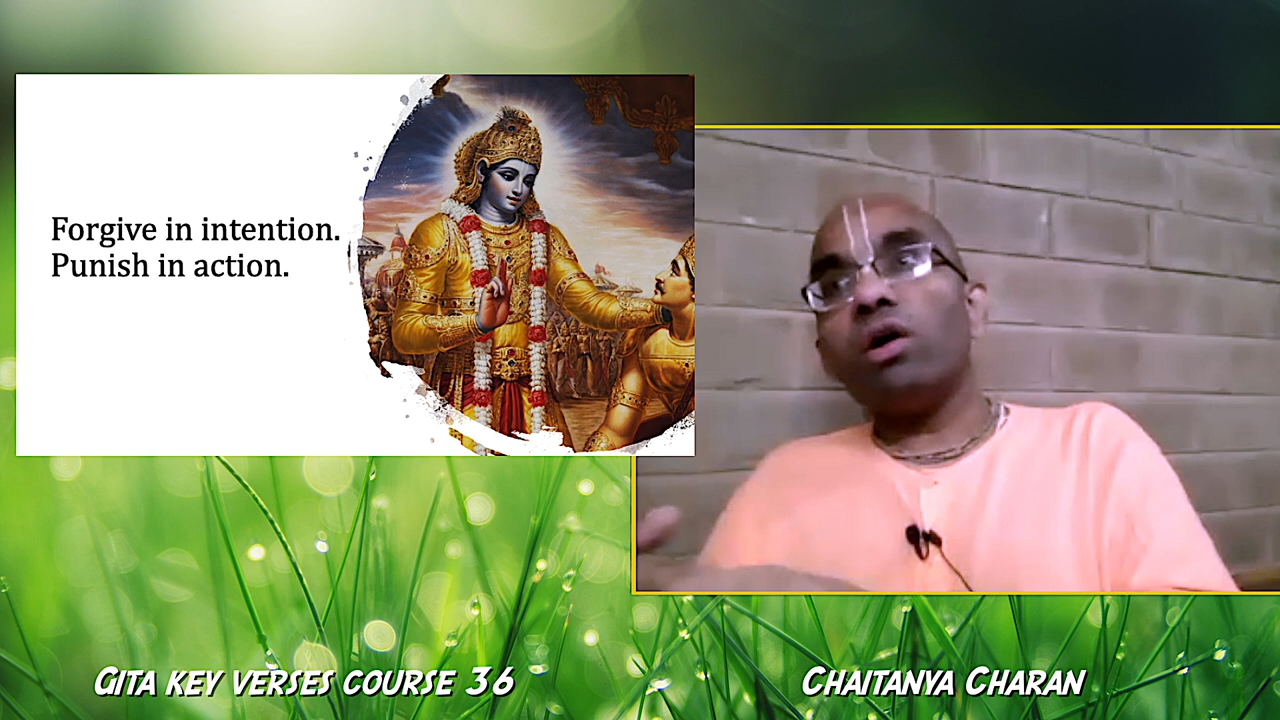 Forgive in intention.
Punish in action.
Gita key verses course 36
Chaitanya Charan